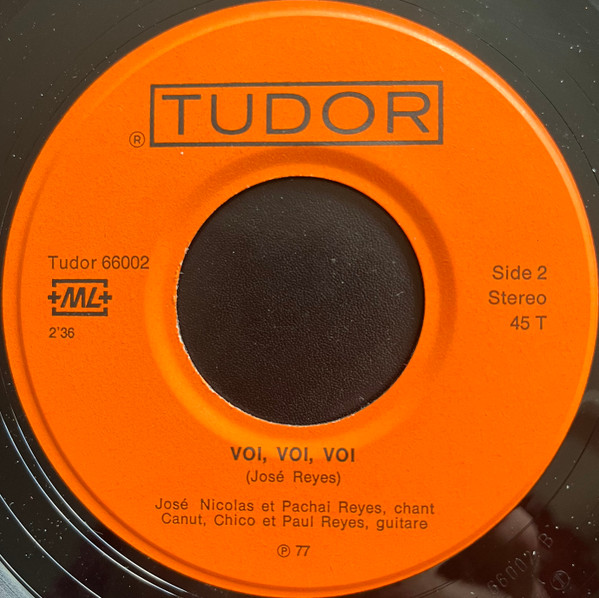 TUDOR
®
Tudor 66002
+ML+
2'36
Side 2
Stereo
45 T
VOI, VOI, VOI
(José Reyes)
José Nicolas et Pachai Reyes, chant
Canut, Chico et Paul Reyes, guitare
℗ 77
66002 B